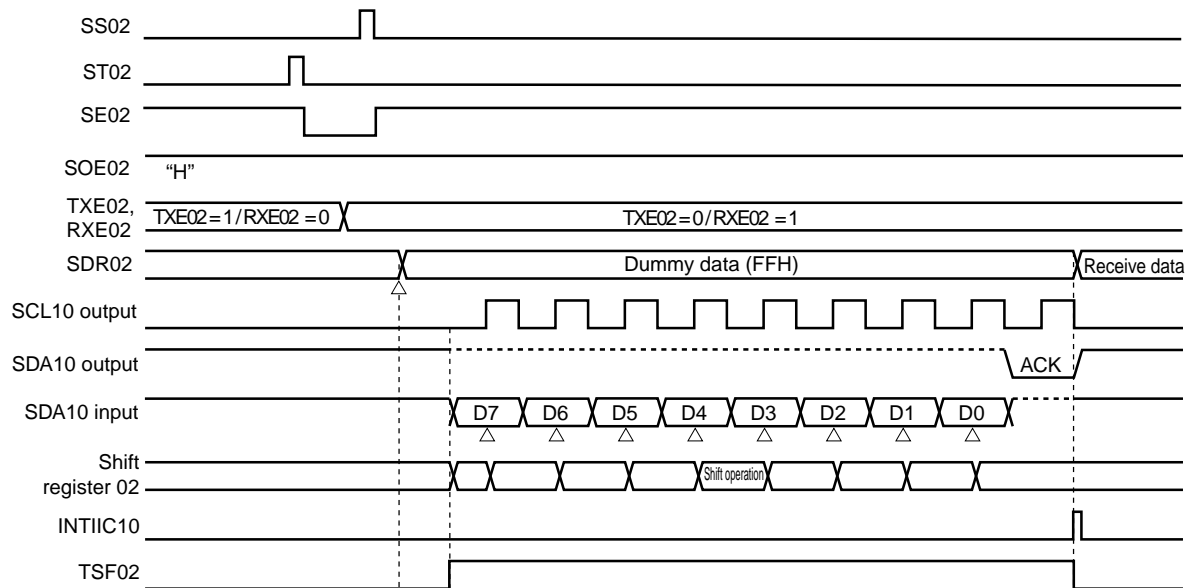 SS02
ST02
SE02
SOE02
“H”
TXE02,
RXE02
TXE02=1/RXE02=0
TXE02=0/RXE02=1
SDR02
Dummy data (FFH)
Receive data
SCL10 output
SDA10 output
ACK
SDA10 input
D7 D6 D5 D4 D3 D2 D1 D0
Shift
register 02
Shift operation
INTIIC10
TSF02